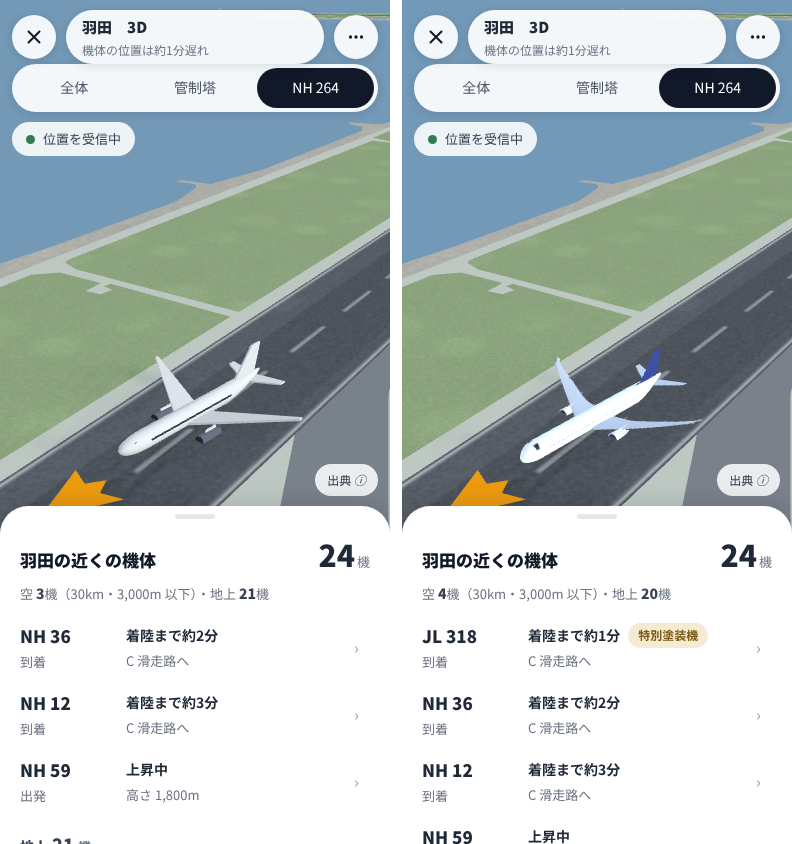 羽田　3D
機体の位置は約1分遅れ
全体
管制塔
NH 264
位置を受信中
出典
羽田の近くの機体
24機
空 3機（30km・3,000m 以下）・地上 21機
NH 36
着陸まで約2分
到着
C 滑走路へ
NH 12
着陸まで約3分
到着
C 滑走路へ
NH 59
上昇中
出発
高さ 1,800m
地上 21 機
羽田　3D
機体の位置は約1分遅れ
全体
管制塔
NH 264
位置を受信中
出典
羽田の近くの機体
24機
空 4機（30km・3,000m 以下）・地上 20機
JL 318
着陸まで約1分
特別塗装機
到着
C 滑走路へ
NH 36
着陸まで約2分
到着
C 滑走路へ
NH 12
着陸まで約3分
到着
C 滑走路へ
NH 59
上昇中